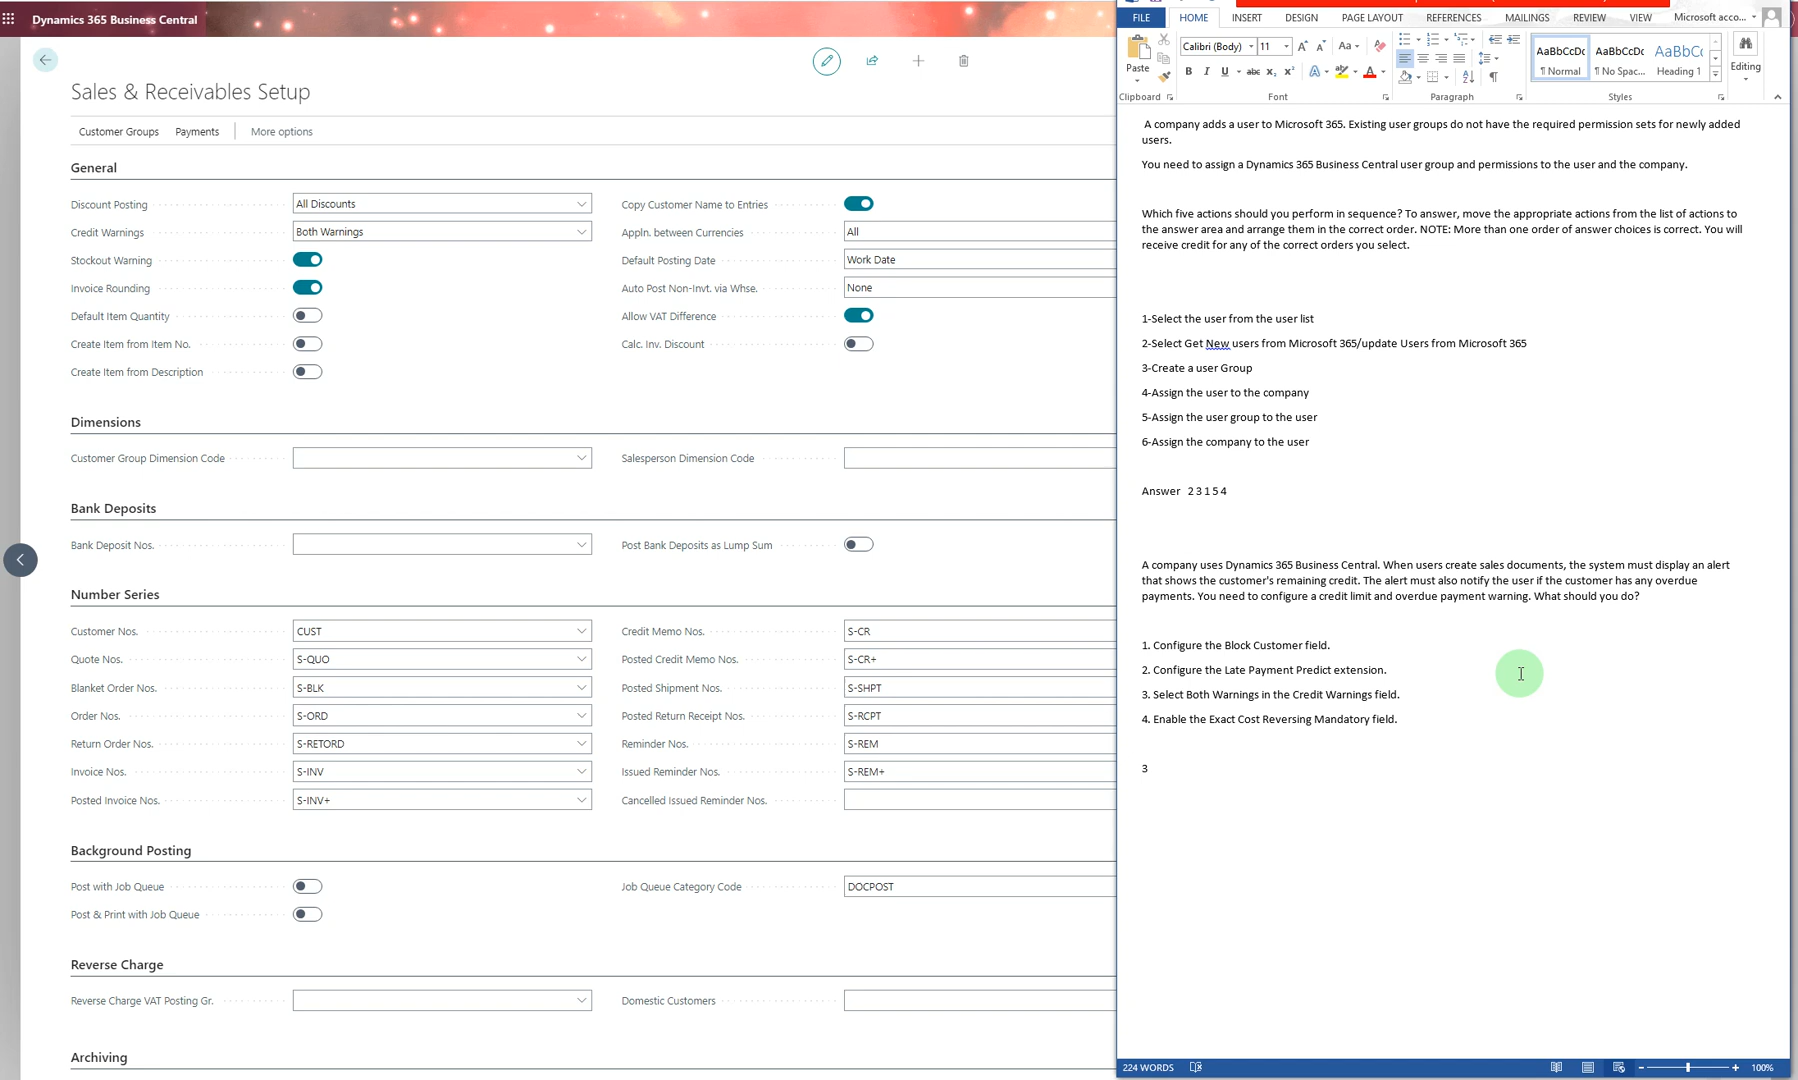 Dynamics 365 Business Central
Sales & Receivables Setup
Customer Groups Payments More options
General
Discount Posting All Discounts
Credit Warnings Both Warnings
Stockout Warning
Invoice Rounding
Default Item Quantity
Create Item from Item No.
Create Item from Description
Copy Customer Name to Entries
Appln. between Currencies All
Default Posting Date Work Date
Auto Post Non-Invt. via Whse. None
Allow VAT Difference
Calc. Inv. Discount
Dimensions
Customer Group Dimension Code
Salesperson Dimension Code
Bank Deposits
Bank Deposit Nos.
Post Bank Deposits as Lump Sum
Number Series
Customer Nos. CUST
Quote Nos. S-QUO
Blanket Order Nos. S-BLK
Order Nos. S-ORD
Return Order Nos. S-RETORD
Invoice Nos. S-INV
Posted Invoice Nos. S-INV+
Credit Memo Nos. S-CR
Posted Credit Memo Nos. S-CR+
Posted Shipment Nos. S-SHPT
Posted Return Receipt Nos. S-RCPT
Reminder Nos. S-REM
Issued Reminder Nos. S-REM+
Cancelled Issued Reminder Nos.
Background Posting
Post with Job Queue
Post & Print with Job Queue
Job Queue Category Code DOCPOST
Reverse Charge
Reverse Charge VAT Posting Gr.
Domestic Customers
Archiving
FILE HOME INSERT DESIGN PAGE LAYOUT REFERENCES MAILINGS REVIEW VIEW Microsoft acco...
Paste
Calibri (Body) 11
AaBbCcDc AaBbCcDc AaBbCc
¶ Normal ¶ No Spac... Heading 1
Editing
Clipboard Font Paragraph Styles
A company adds a user to Microsoft 365. Existing user groups do not have the required permission sets for newly added
users.
You need to assign a Dynamics 365 Business Central user group and permissions to the user and the company.
Which five actions should you perform in sequence? To answer, move the appropriate actions from the list of actions to
the answer area and arrange them in the correct order. NOTE: More than one order of answer choices is correct. You will
receive credit for any of the correct orders you select.
1-Select the user from the user list
2-Select Get New users from Microsoft 365/update Users from Microsoft 365
3-Create a user Group
4-Assign the user to the company
5-Assign the user group to the user
6-Assign the company to the user
Answer 2 3 1 5 4
A company uses Dynamics 365 Business Central. When users create sales documents, the system must display an alert
that shows the customer's remaining credit. The alert must also notify the user if the customer has any overdue
payments. You need to configure a credit limit and overdue payment warning. What should you do?
1. Configure the Block Customer field.
2. Configure the Late Payment Predict extension.
3. Select Both Warnings in the Credit Warnings field.
4. Enable the Exact Cost Reversing Mandatory field.
3
224 WORDS
100%